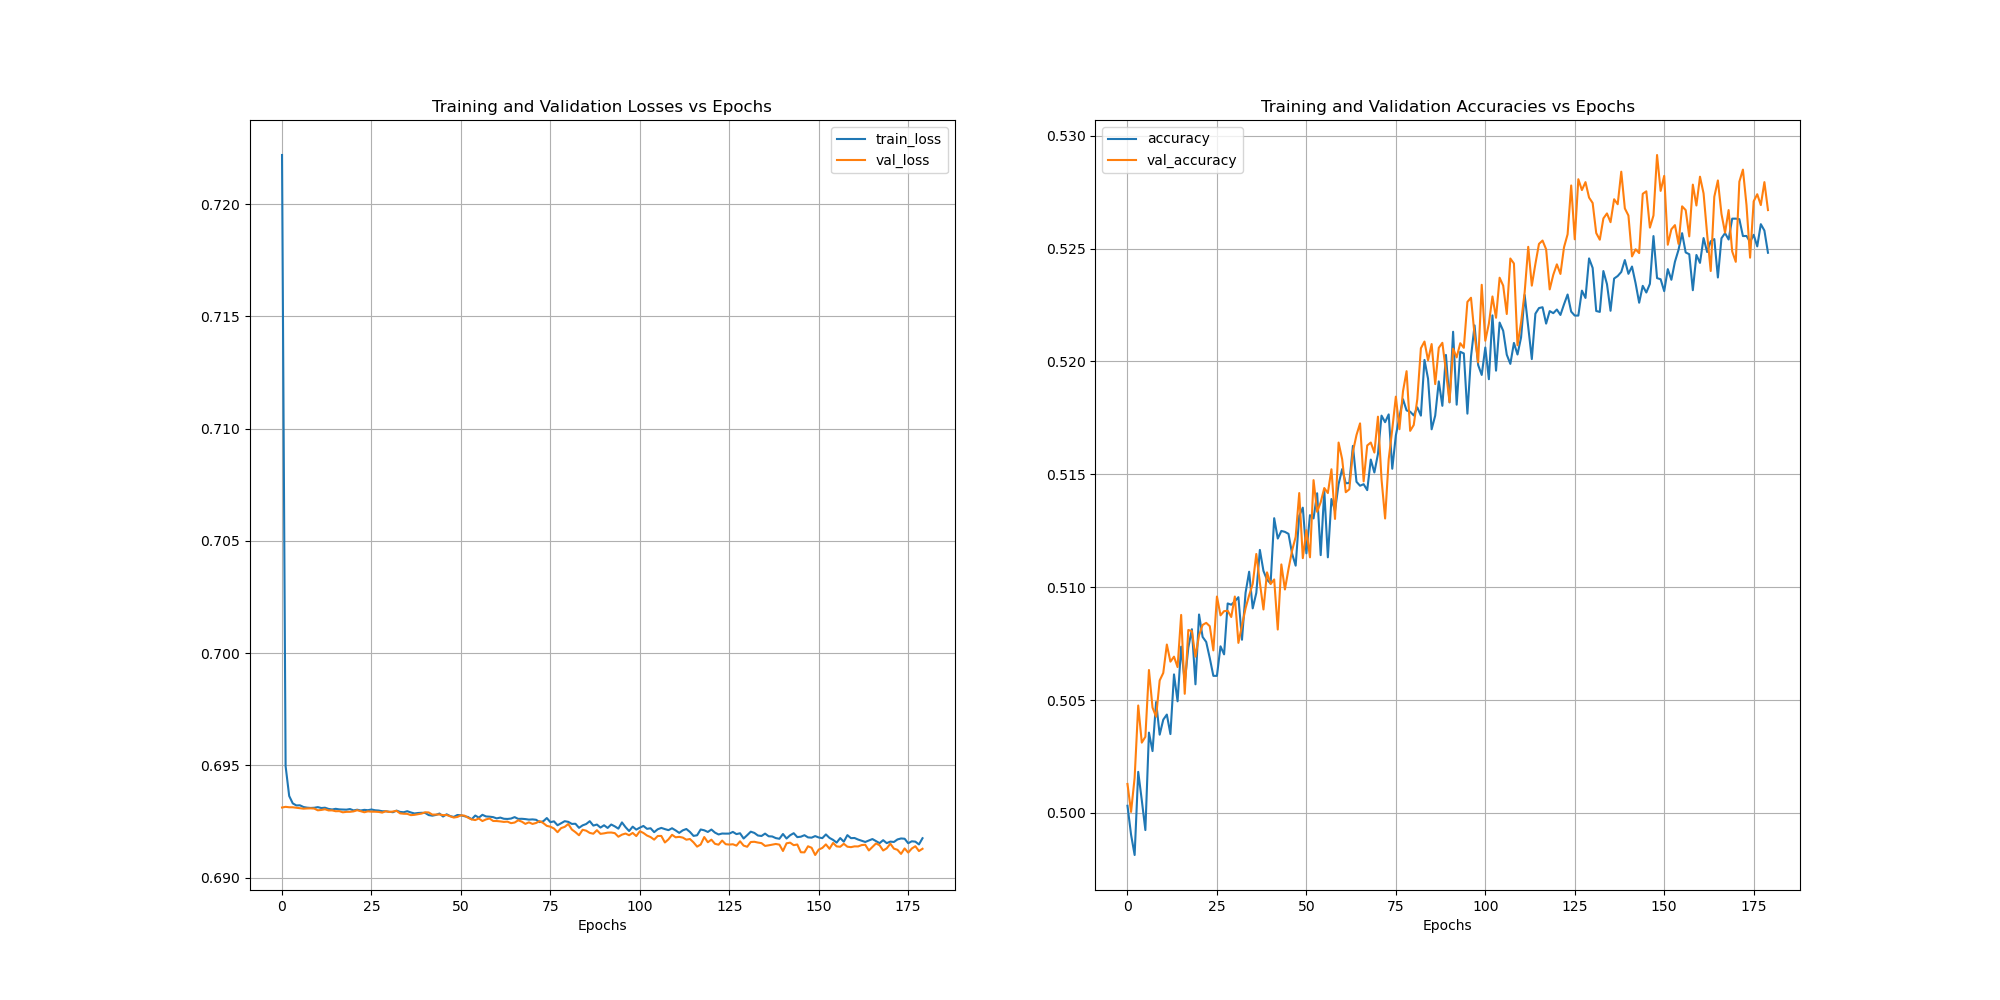 Training and Validation Losses vs Epochs
train_loss
val_loss
0.720
0.715
0.710
0.705
0.700
0.695
0.690
0 25 50 75 100 125 150 175
Epochs
Training and Validation Accuracies vs Epochs
accuracy
val_accuracy
0.530
0.525
0.520
0.515
0.510
0.505
0.500
0 25 50 75 100 125 150 175
Epochs